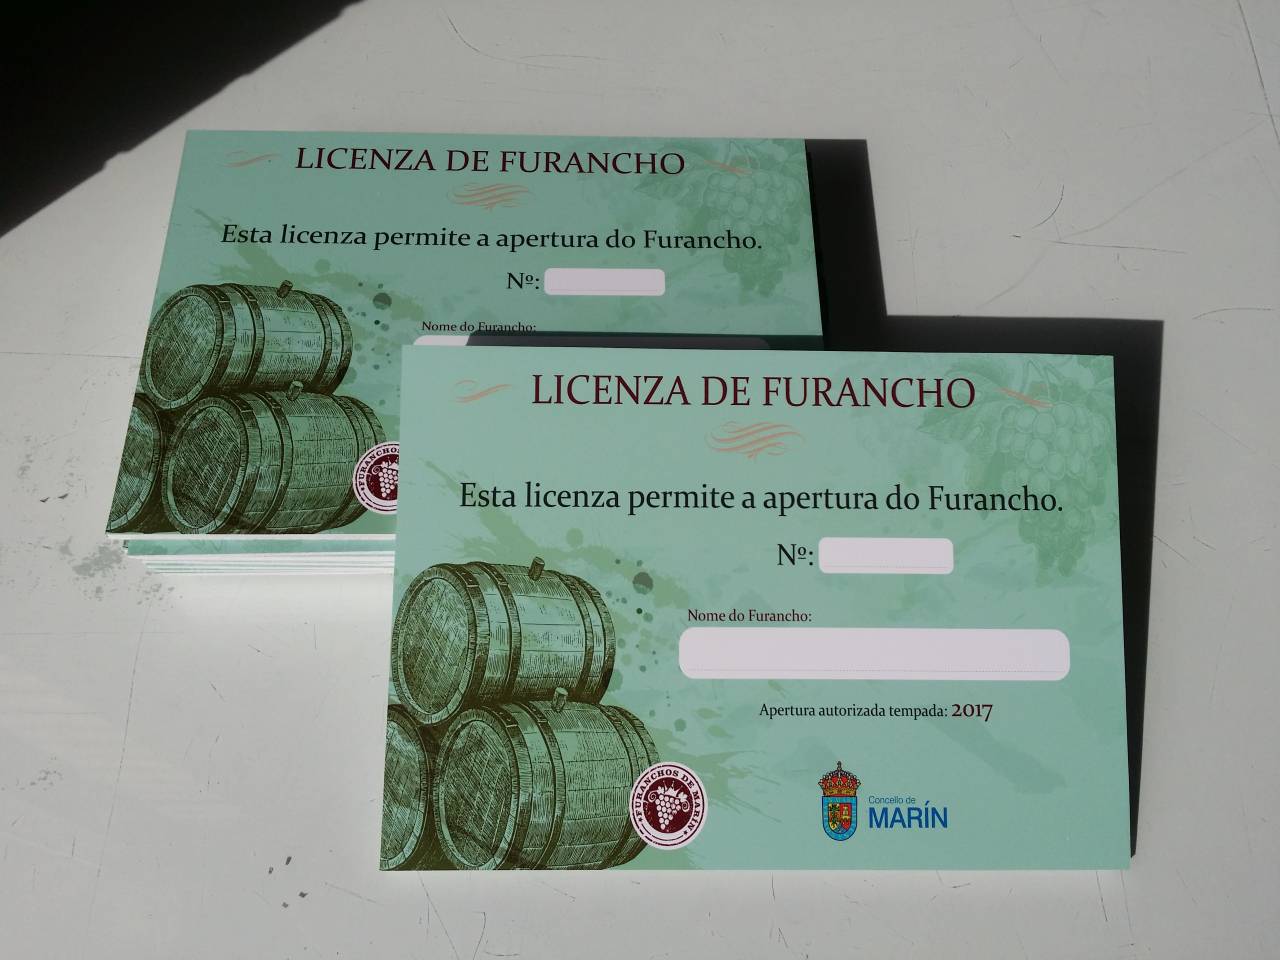 LICENZA DE FURANCHO
Esta licenza permite a apertura do Furancho.
Nº:
Nome do Furancho:
FURANCHOS
LICENZA DE FURANCHO
Esta licenza permite a apertura do Furancho.
Nº:
Nome do Furancho:
Apertura autorizada tempada: 2017
FURANCHOS DE MARÍN
Concello de
MARÍN